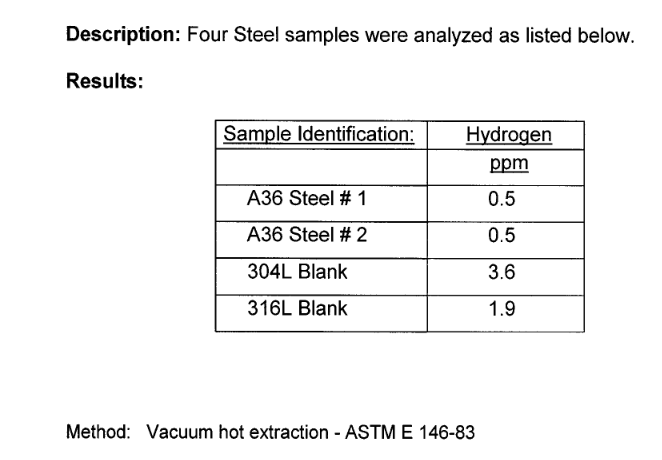 Description: Four Steel samples were analyzed as listed below.
Results:
Sample Identification: Hydrogen
ppm
A36 Steel # 1 0.5
A36 Steel # 2 0.5
304L Blank 3.6
316L Blank 1.9
Method: Vacuum hot extraction - ASTM E 146-83